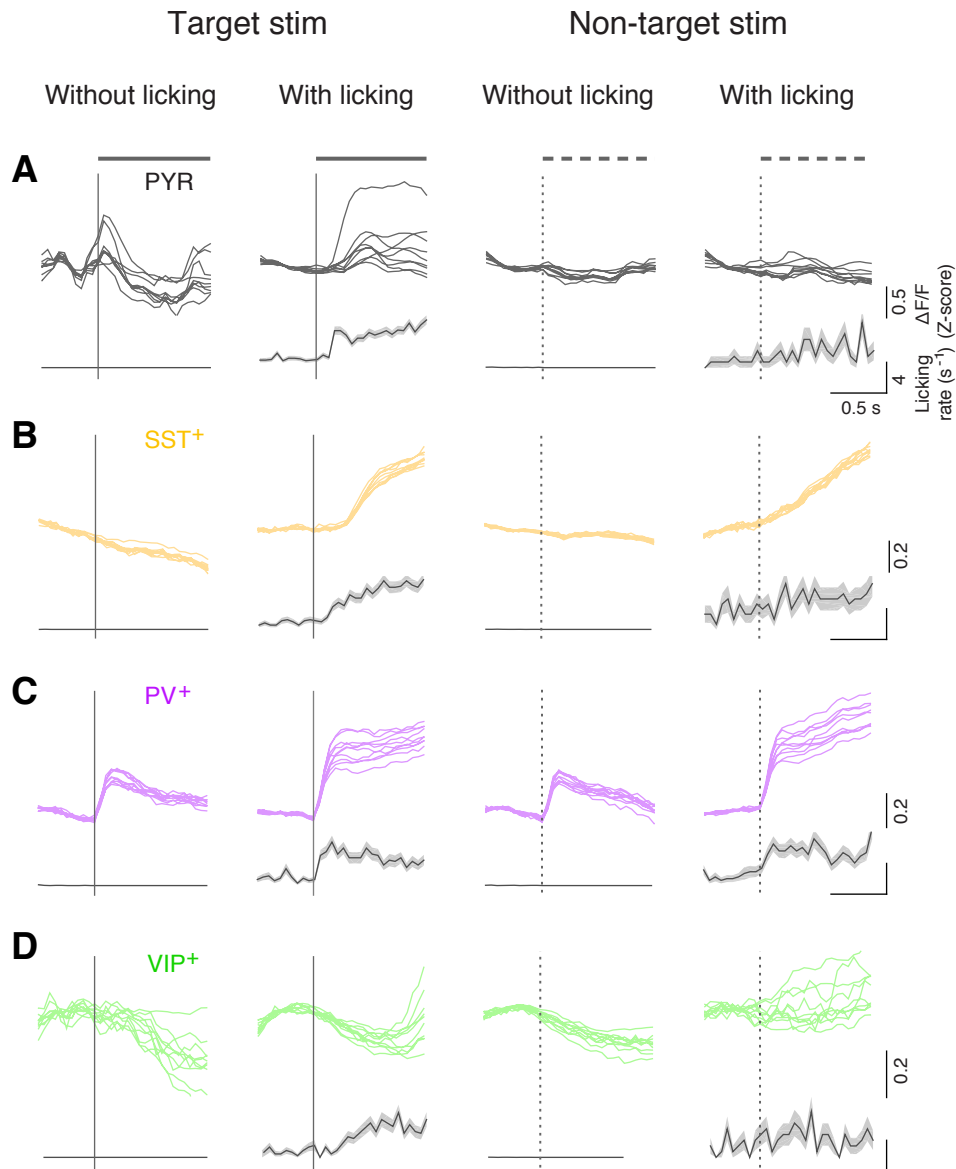 Target stim
Non-target stim
Without licking
With licking
Without licking
With licking
A
PYR
0.5
ΔF/F
(Z-score)
4
Licking
rate (s⁻¹)
0.5 s
B
SST⁺
0.2
C
PV⁺
0.2
D
VIP⁺
0.2